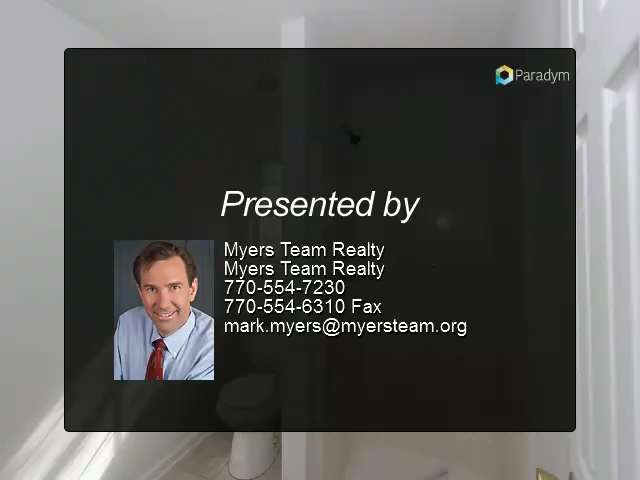 Paradym
Presented by
Myers Team Realty
Myers Team Realty
770-554-7230
770-554-6310 Fax
mark.myers@myersteam.org